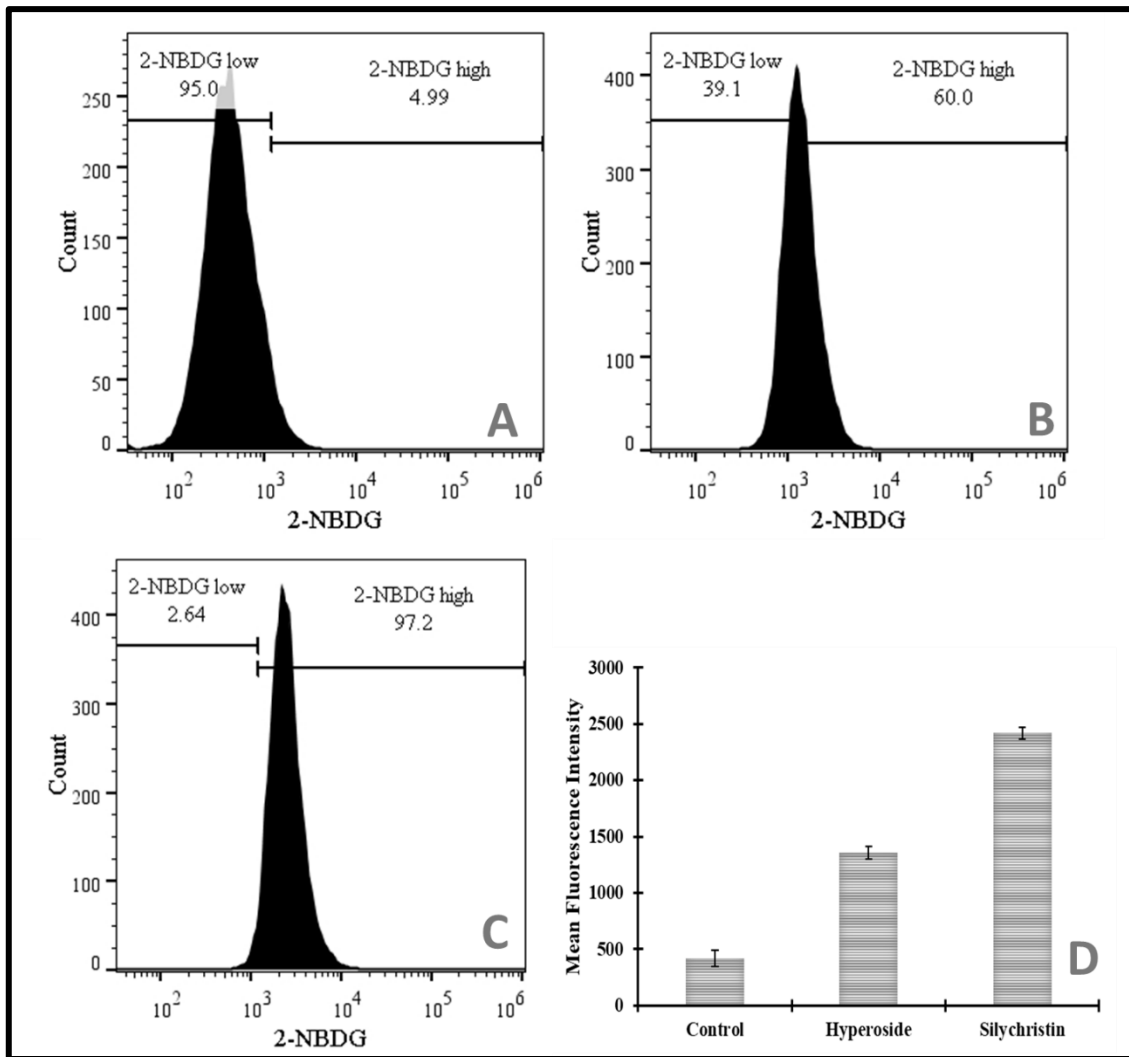 2-NBDG low
95.0
2-NBDG high
4.99
250
200
150
100
50
0
Count
10^2 10^3 10^4 10^5 10^6
2-NBDG
A
2-NBDG low
39.1
2-NBDG high
60.0
400
300
200
100
0
Count
10^2 10^3 10^4 10^5 10^6
2-NBDG
B
2-NBDG low
2.64
2-NBDG high
97.2
400
300
200
100
0
Count
10^2 10^3 10^4 10^5 10^6
2-NBDG
C
3000
2500
2000
1500
1000
500
0
Mean Fluorescence Intensity
Control Hyperoside Silychristin
D